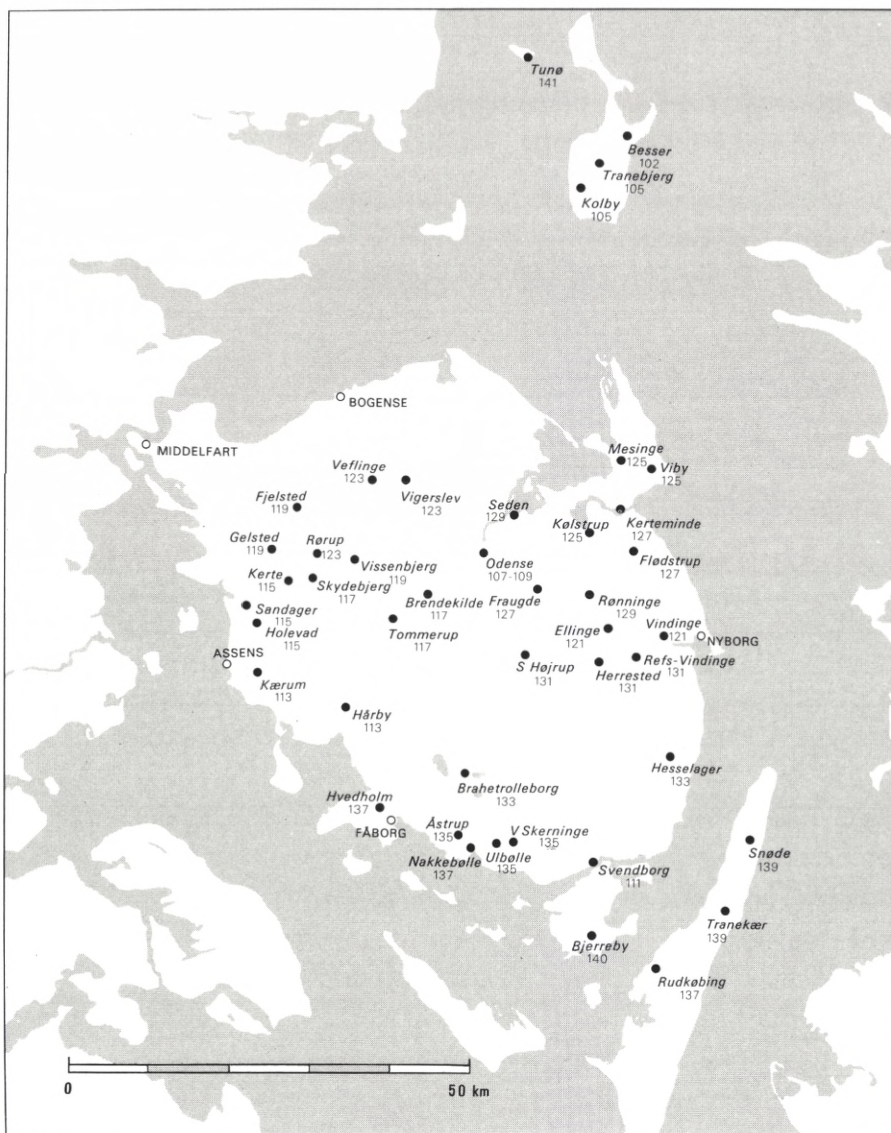 Tunø
141
Besser
102
Tranebjerg
105
Kolby
105
BOGENSE
MIDDELFART
Mesinge
125
Viby
125
Veflinge
123
Vigerslev
123
Fjelsted
119
Seden
129
Kølstrup
125
Kerteminde
127
Gelsted
119
Rørup
123
Vissenbjerg
119
Odense
107-109
Flødstrup
127
Kerte
115
Skydebjerg
117
Brendekilde
117
Fraugde
127
Rønninge
129
Sandager
115
Holevad
115
Tommerup
117
Ellinge
121
Vindinge
121
NYBORG
ASSENS
S Højrup
131
Herrested
131
Refs-Vindinge
131
Kærum
113
Hårby
113
Hesselager
133
Brahetrolleborg
133
Hvedholm
137
FÅBORG
Åstrup
135
V Skerninge
135
Nakkebølle
137
Ulbølle
135
Svendborg
111
Snøde
139
Tranekær
139
Bjerreby
140
Rudkøbing
137
0
50 km